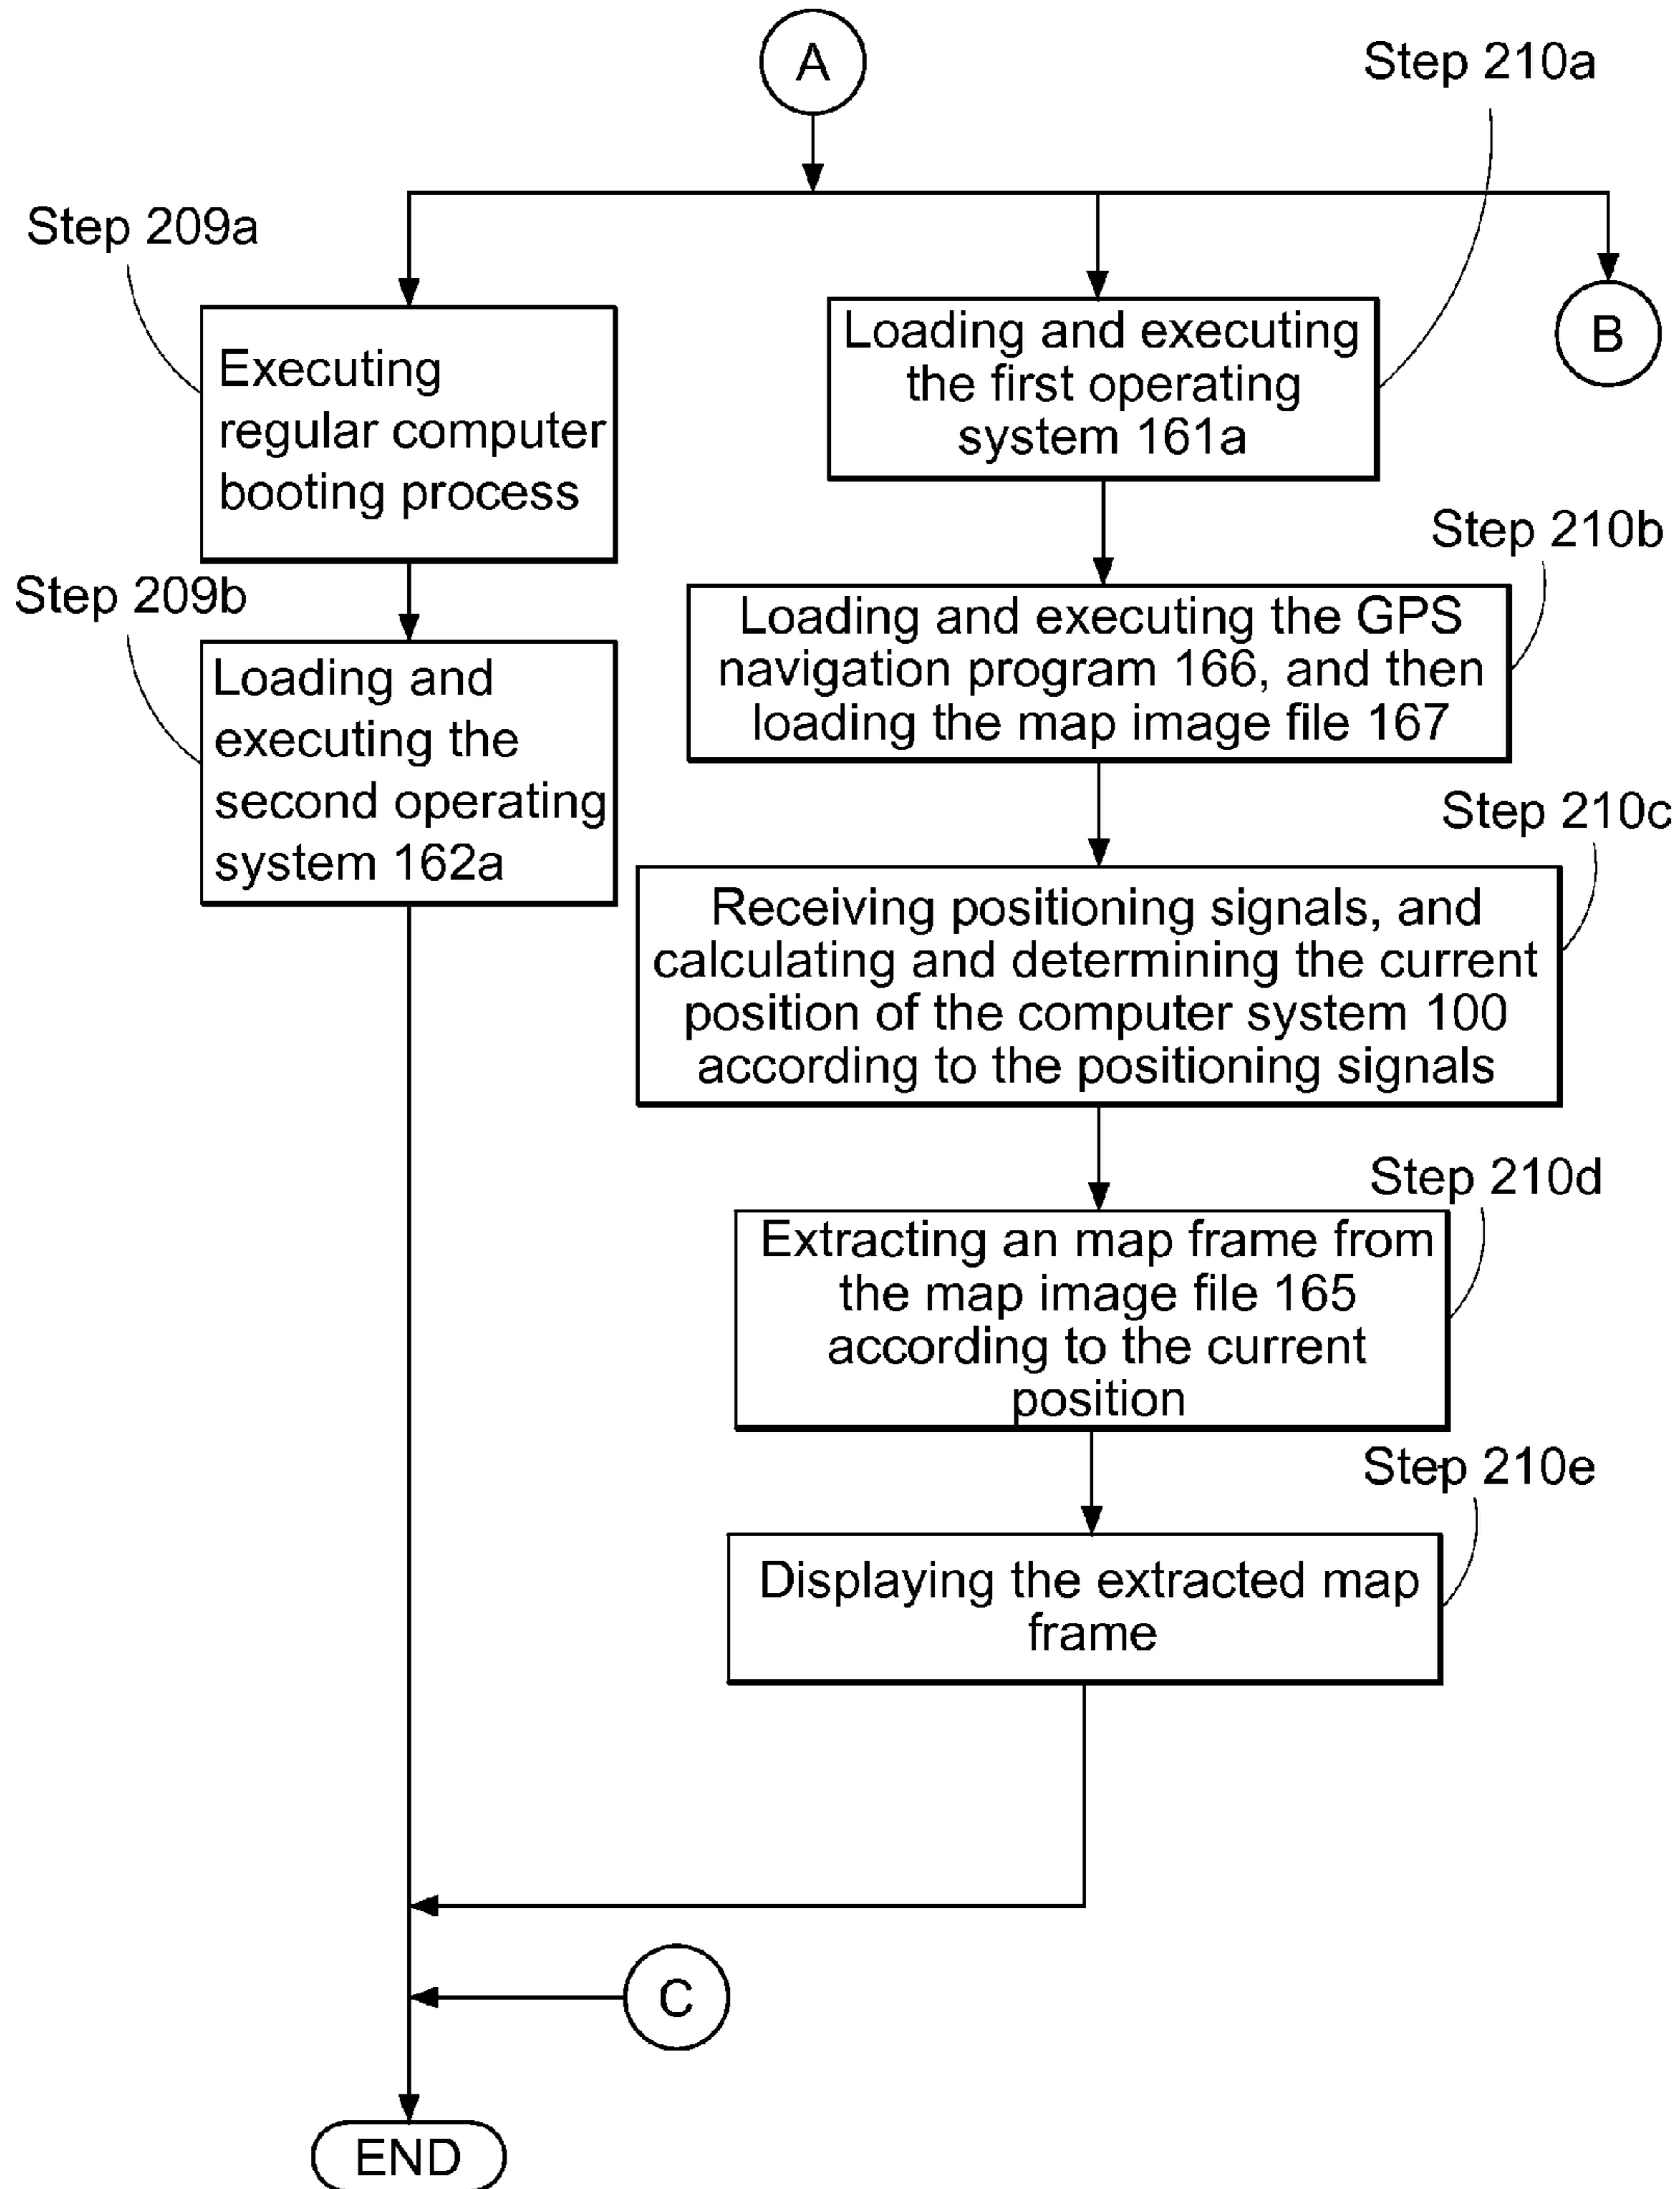 A
Step 210a
Step 209a
Executing
regular computer
booting process
Loading and executing
the first operating
system 161a
B
Step 210b
Step 209b
Loading and
executing the
second operating
system 162a
Loading and executing the GPS
navigation program 166, and then
loading the map image file 167
Step 210c
Receiving positioning signals, and
calculating and determining the current
position of the computer system 100
according to the positioning signals
Step 210d
Extracting an map frame from
the map image file 165
according to the current
position
Step 210e
Displaying the extracted map
frame
C
END